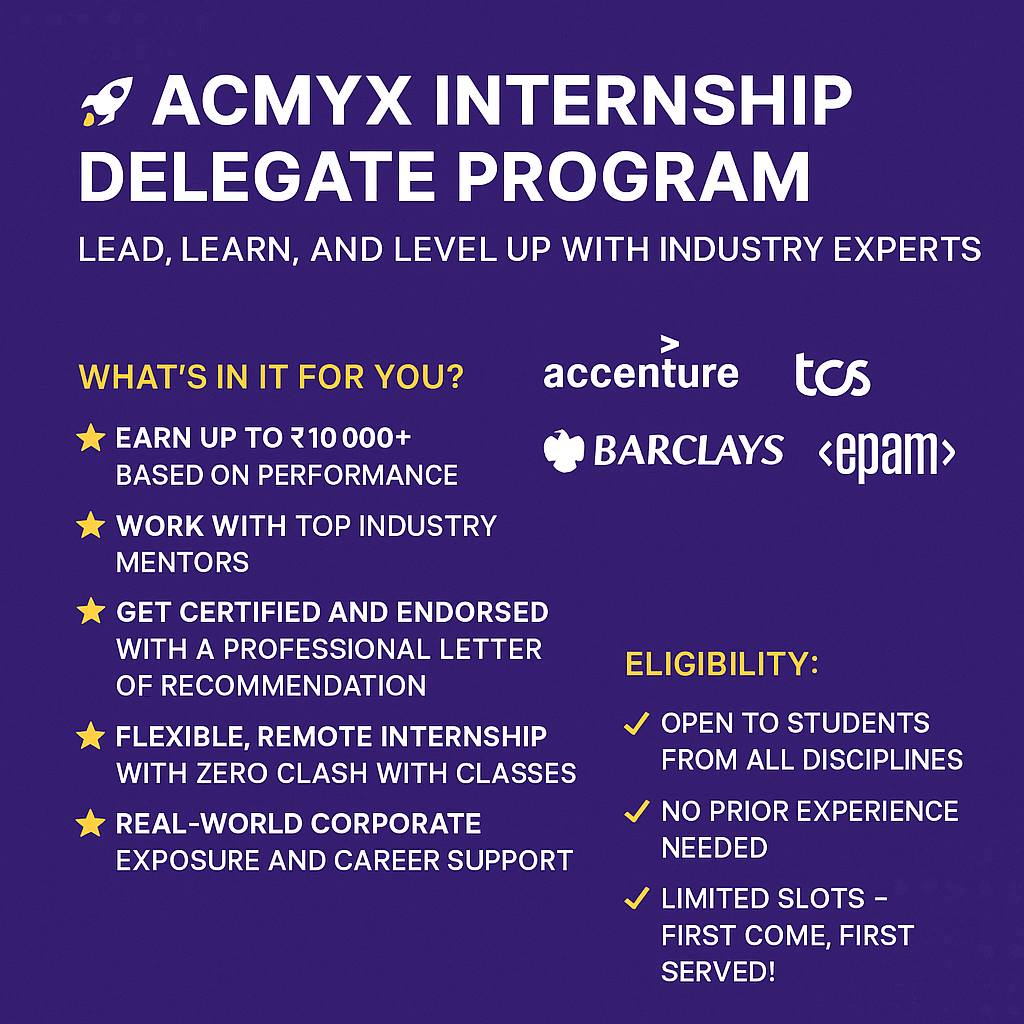 🚀 ACMYX INTERNSHIP
DELEGATE PROGRAM
LEAD, LEARN, AND LEVEL UP WITH INDUSTRY EXPERTS
WHAT'S IN IT FOR YOU?
★ EARN UP TO ₹10 000+
BASED ON PERFORMANCE
★ WORK WITH TOP INDUSTRY
MENTORS
★ GET CERTIFIED AND ENDORSED
WITH A PROFESSIONAL LETTER
OF RECOMMENDATION
★ FLEXIBLE, REMOTE INTERNSHIP
WITH ZERO CLASH WITH CLASSES
★ REAL-WORLD CORPORATE
EXPOSURE AND CAREER SUPPORT
>
accenture
tcs
BARCLAYS
<epam>
ELIGIBILITY:
✓ OPEN TO STUDENTS
FROM ALL DISCIPLINES
✓ NO PRIOR EXPERIENCE
NEEDED
✓ LIMITED SLOTS –
FIRST COME, FIRST
SERVED!